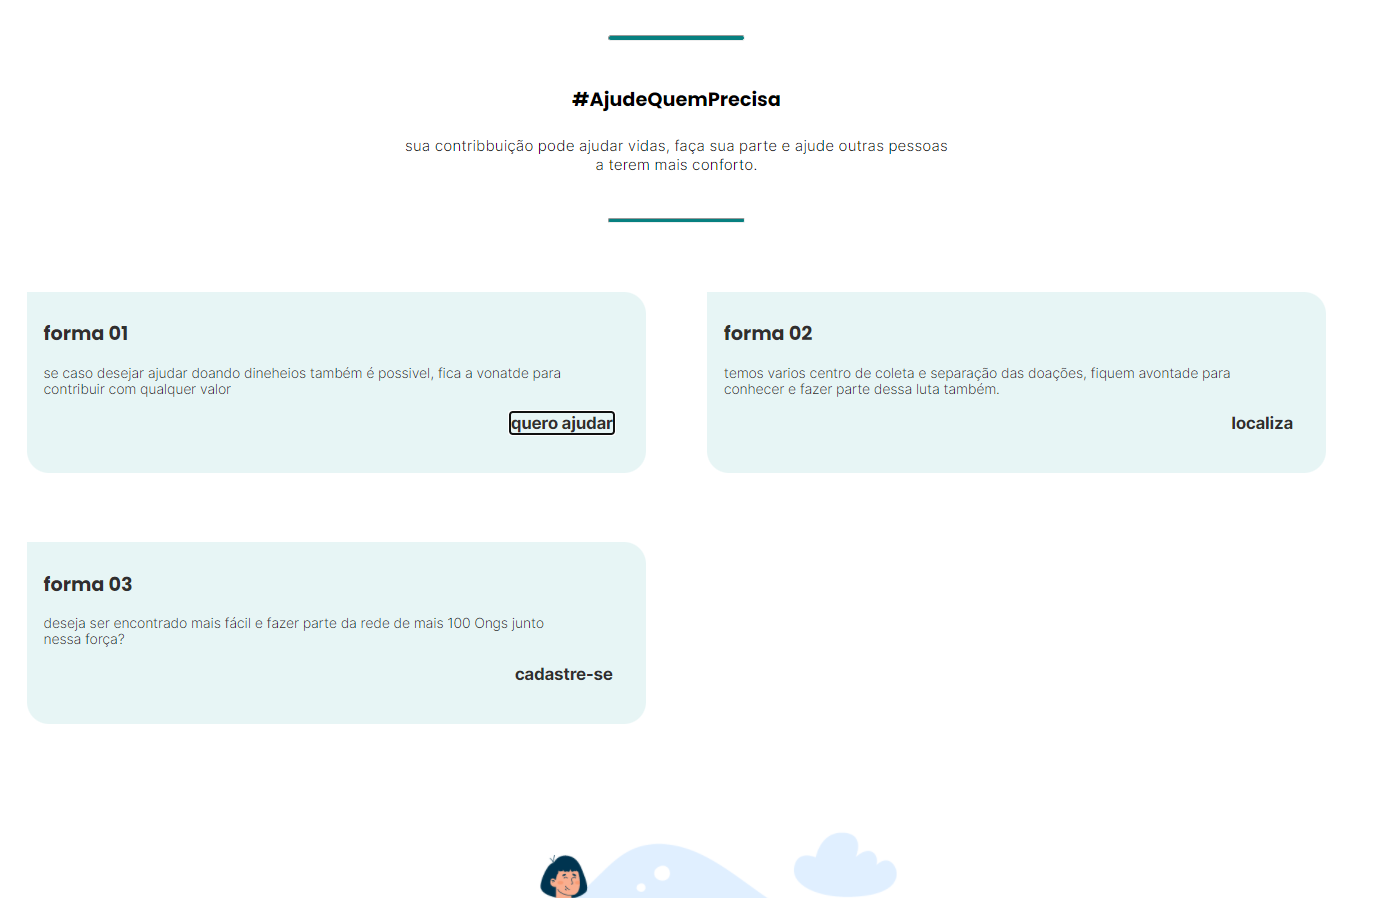 #AjudeQuemPrecisa
sua contribbuição pode ajudar vidas, faça sua parte e ajude outras pessoas
a terem mais conforto.
forma 01
se caso desejar ajudar doando dineheios também é possivel, fica a vonatde para
contribuir com qualquer valor
quero ajudar
forma 02
temos varios centro de coleta e separação das doações, fiquem avontade para
conhecer e fazer parte dessa luta também.
localiza
forma 03
deseja ser encontrado mais fácil e fazer parte da rede de mais 100 Ongs junto
nessa força?
cadastre-se